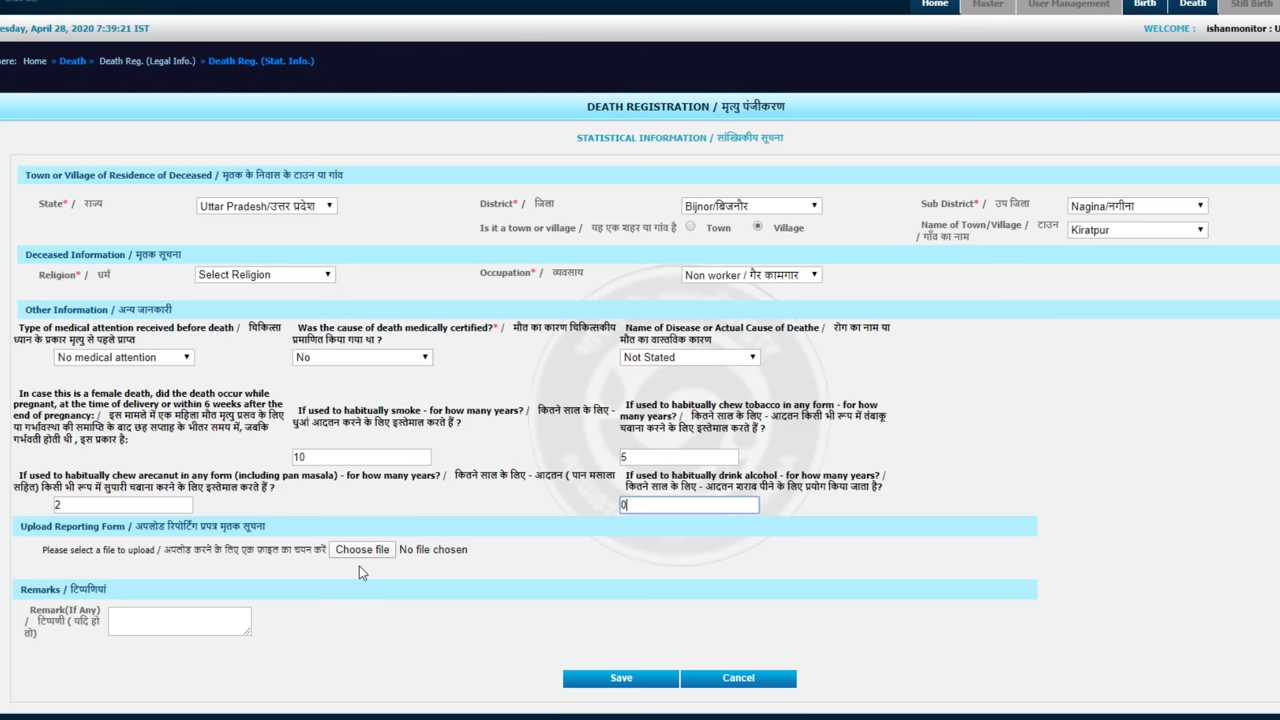 Home Master User Management Birth Death Still Birth
esday, April 28, 2020 7:39:21 IST WELCOME : ishanmonitor : U
ere: Home » Death » Death Reg. (Legal Info.) » Death Reg. (Stat. Info.)
DEATH REGISTRATION / मृत्यु पंजीकरण
STATISTICAL INFORMATION / सांख्यिकीय सूचना
Town or Village of Residence of Deceased / मृतक के निवास के टाउन या गांव
State* / राज्य Uttar Pradesh/उत्तर प्रदेश District* / जिला Bijnor/बिजनौर Sub District* / उप जिला Nagina/नगीना
Is it a town or village / यह एक शहर या गांव है Town Village Name of Town/Village / टाउन
/ गाँव का नाम Kiratpur
Deceased Information / मृतक सूचना
Religion* / धर्म Select Religion Occupation* / व्यवसाय Non worker / गैर कामगार
Other Information / अन्य जानकारी
Type of medical attention received before death / चिकित्सा
ध्यान के प्रकार मृत्यु से पहले प्राप्त
No medical attention
Was the cause of death medically certified?* / मौत का कारण चिकित्सकीय
प्रमाणित किया गया था ?
No
Name of Disease or Actual Cause of Deathe / रोग का नाम या
मौत का वास्तविक कारण
Not Stated
In case this is a female death, did the death occur while
pregnant, at the time of delivery or within 6 weeks after the
end of pregnancy: / इस मामले में एक महिला मौत मृत्यु प्रसव के लिए
या गर्भावस्था की समाप्ति के बाद छह सप्ताह के भीतर समय में, जबकि
गर्भवती होती थी , इस प्रकार है:
If used to habitually smoke - for how many years? / कितने साल के लिए -
धुआं आदतन करने के लिए इस्तेमाल करते हैं ?
10
If used to habitually chew tobacco in any form - for how
many years? / कितने साल के लिए - आदतन किसी भी रूप में तंबाकू
चबाना करने के लिए इस्तेमाल करते हैं ?
5
If used to habitually chew arecanut in any form (including pan masala) - for how many years? / कितने साल के लिए - आदतन ( पान मसाला
सहित) किसी भी रूप में सुपारी चबाना करने के लिए इस्तेमाल करते हैं ?
2
If used to habitually drink alcohol - for how many years? /
कितने साल के लिए - आदतन शराब पीने के लिए प्रयोग किया जाता है?
0
Upload Reporting Form / अपलोड रिपोर्टिंग प्रपत्र मृतक सूचना
Please select a file to upload / अपलोड करने के लिए एक फ़ाइल का चयन करें Choose file No file chosen
Remarks / टिप्पणियां
Remark(If Any)
/ टिप्पणी ( यदि हो
तो)
Save Cancel